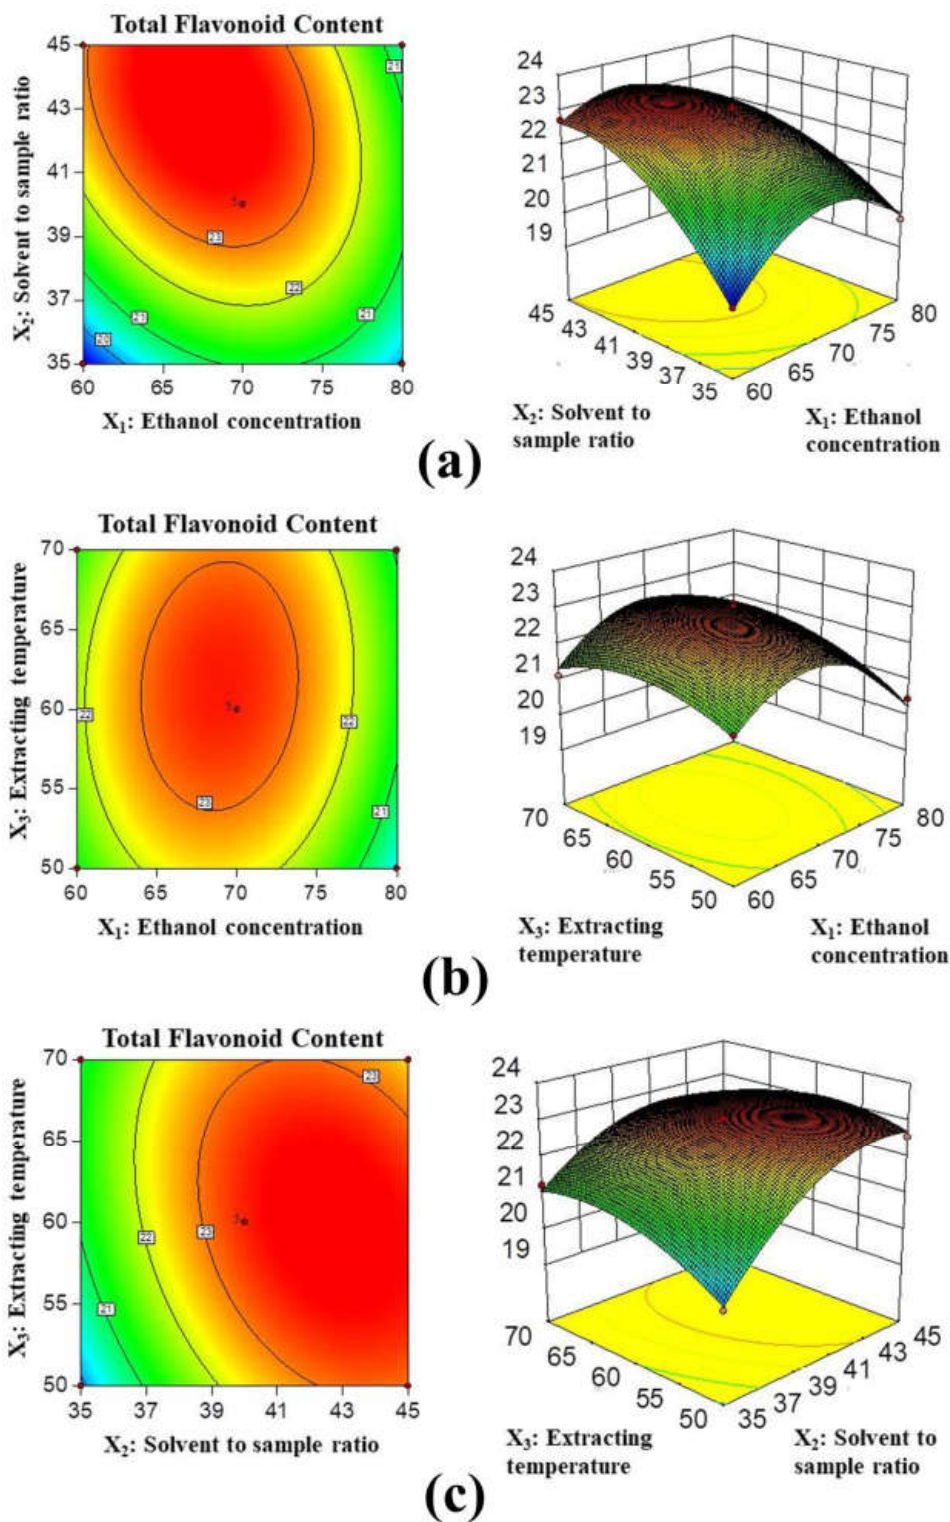 Total Flavonoid Content
45
43
41
39
37
35
60 65 70 75 80
21
23
22
21
21
20
5
X2: Solvent to sample ratio
X1: Ethanol concentration
24
23
22
21
20
19
45 43 41 39 37 35
60 65 70 75 80
X2: Solvent to
sample ratio
X1: Ethanol
concentration
(a)
Total Flavonoid Content
70
65
60
55
50
60 65 70 75 80
22
22
23
21
5
X3: Extracting temperature
X1: Ethanol concentration
24
23
22
21
20
19
70 65 60 55 50
60 65 70 75 80
X3: Extracting
temperature
X1: Ethanol
concentration
(b)
Total Flavonoid Content
70
65
60
55
50
35 37 39 41 43 45
23
23
22
21
X3: Extracting temperature
X2: Solvent to sample ratio
24
23
22
21
20
19
70 65 60 55 50
35 37 39 41 43 45
X3: Extracting
temperature
X2: Solvent to
sample ratio
(c)